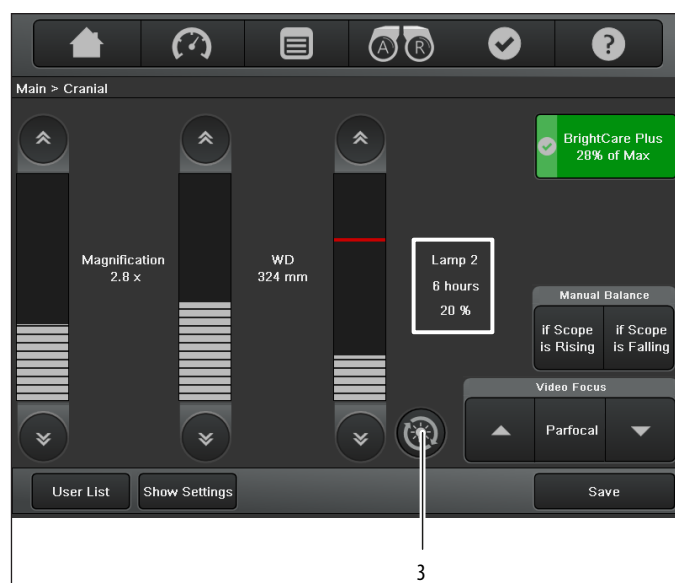 A R ?
Main > Cranial
BrightCare Plus
28% of Max
Magnification
2.8 x
WD
324 mm
Lamp 2
6 hours
20 %
Manual Balance
if Scope
is Rising
if Scope
is Falling
Video Focus
Parfocal
User List
Show Settings
Save
3